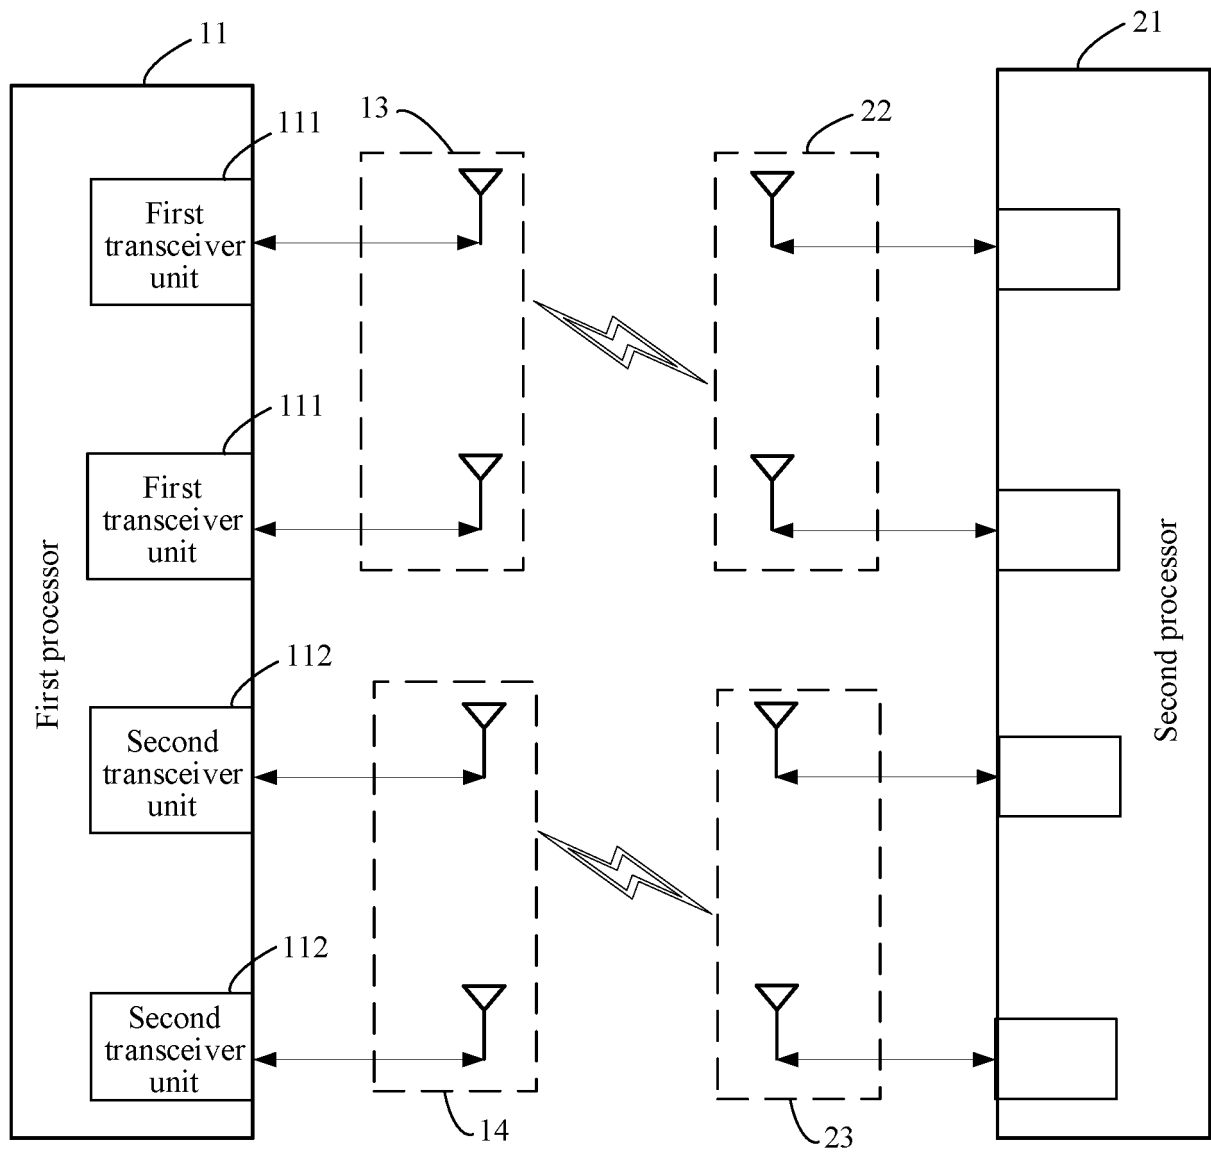 11
21
13
22
111
First
transceiver
unit
111
First
transceiver
unit
First processor
Second processor
112
Second
transceiver
unit
112
Second
transceiver
unit
14
23